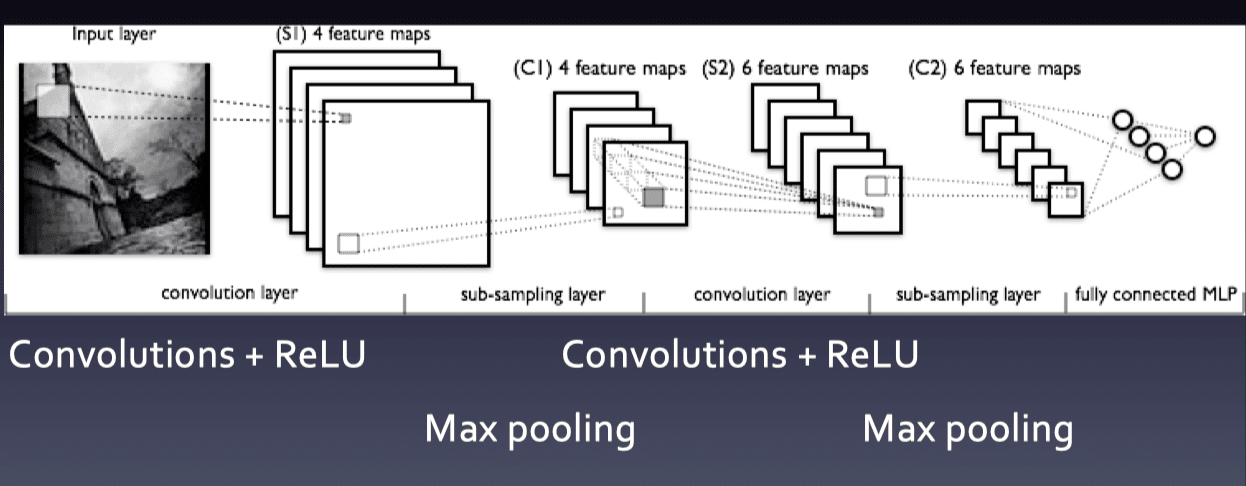 Input layer
(S1) 4 feature maps
(C1) 4 feature maps
(S2) 6 feature maps
(C2) 6 feature maps
convolution layer
sub-sampling layer
convolution layer
sub-sampling layer
fully connected MLP
Convolutions + ReLU
Convolutions + ReLU
Max pooling
Max pooling